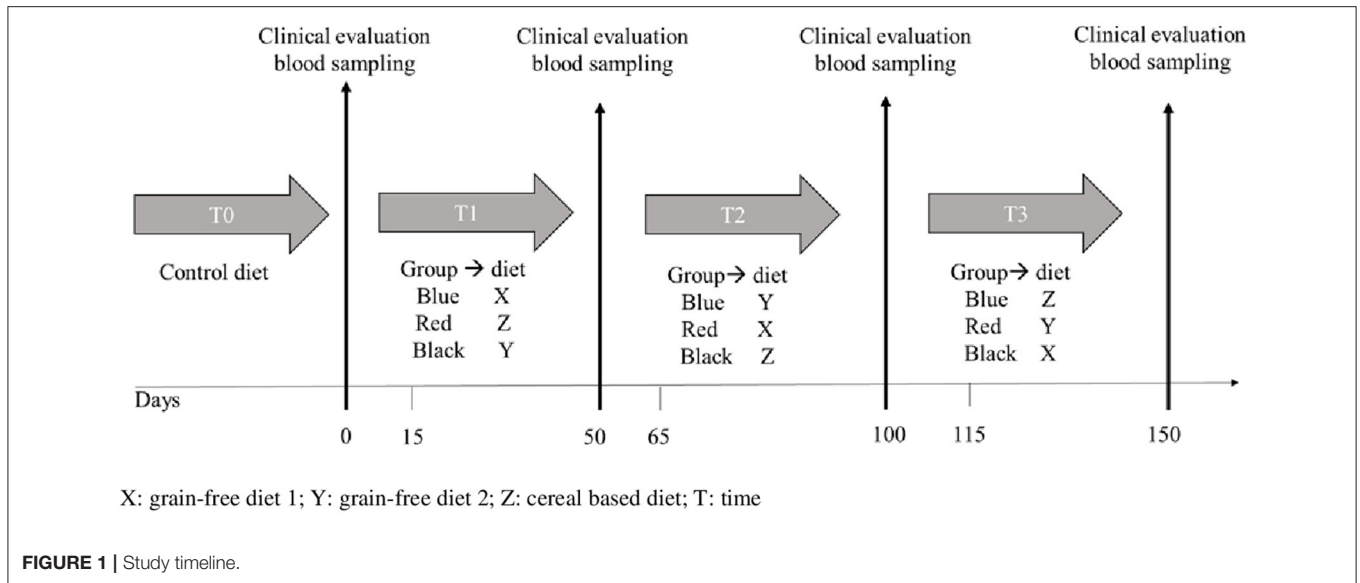 Clinical evaluation
blood sampling
Clinical evaluation
blood sampling
Clinical evaluation
blood sampling
Clinical evaluation
blood sampling
T0
T1
T2
T3
Control diet
Group → diet
Blue X
Red Z
Black Y
Group → diet
Blue Y
Red X
Black Z
Group → diet
Blue Z
Red Y
Black X
Days
0 15 50 65 100 115 150
X: grain-free diet 1; Y: grain-free diet 2; Z: cereal based diet; T: time
FIGURE 1 | Study timeline.